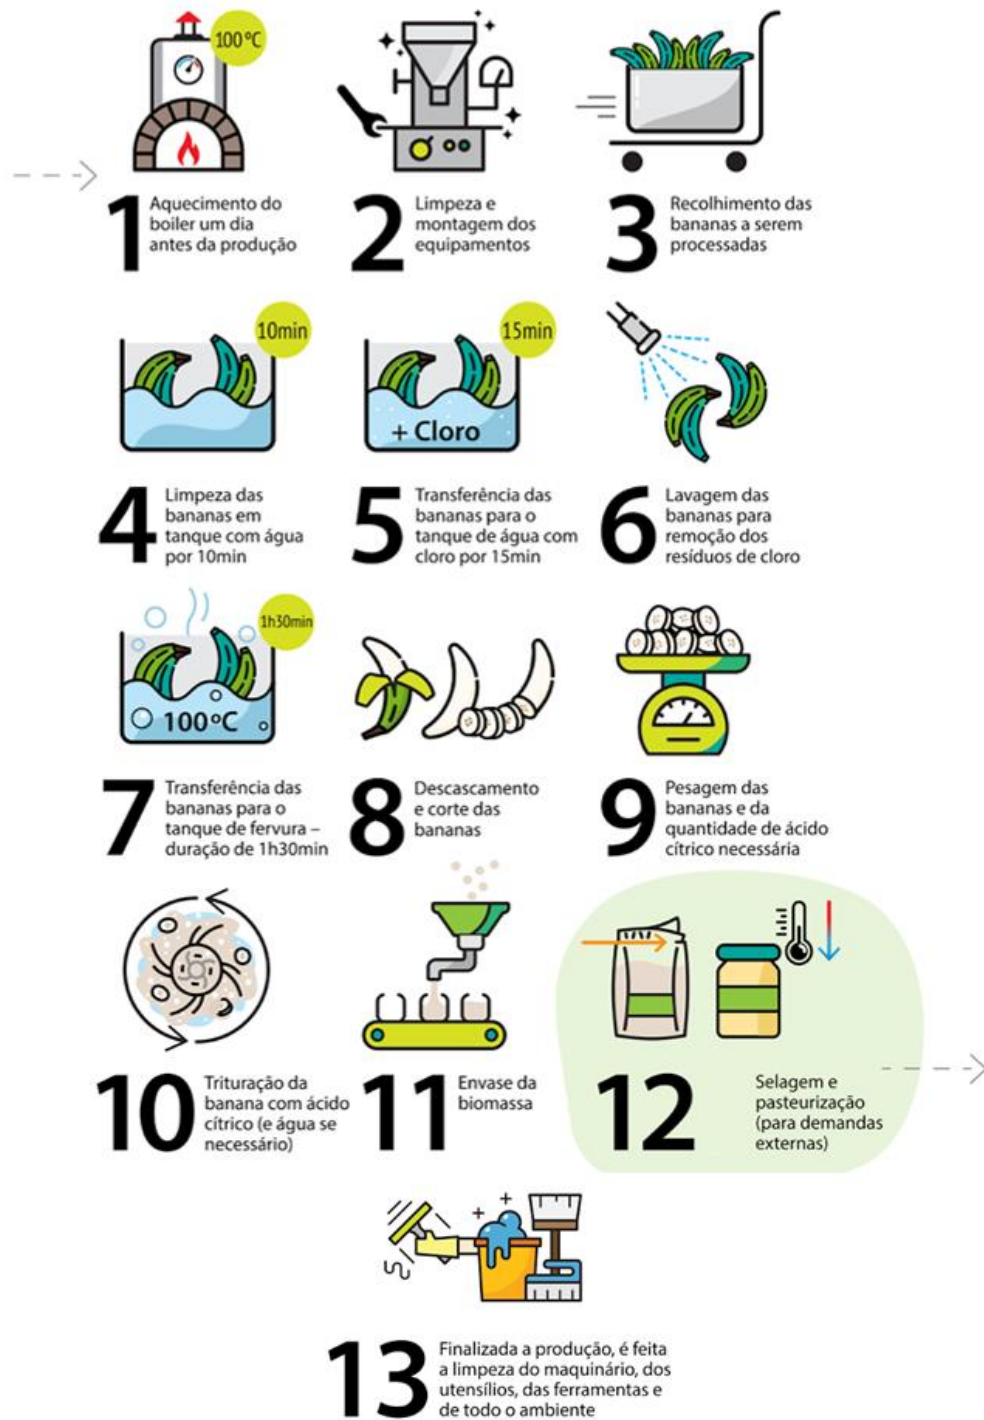 100ºC
1
Aquecimento do
boiler um dia
antes da produção
2
Limpeza e
montagem dos
equipamentos
3
Recolhimento das
bananas a serem
processadas
10min
4
Limpeza das
bananas em
tanque com água
por 10min
15min
+ Cloro
5
Transferência das
bananas para o
tanque de água com
cloro por 15min
6
Lavagem das
bananas para
remoção dos
resíduos de cloro
1h30min
100ºC
7
Transferência das
bananas para o
tanque de fervura –
duração de 1h30min
8
Descascamento
e corte das
bananas
9
Pesagem das
bananas e da
quantidade de ácido
cítrico necessária
10
Trituração da
banana com ácido
cítrico (e água se
necessário)
11
Envase da
biomassa
12
Selagem e
pasteurização
(para demandas
externas)
13
Finalizada a produção, é feita
a limpeza do maquinário, dos
utensílios, das ferramentas e
de todo o ambiente